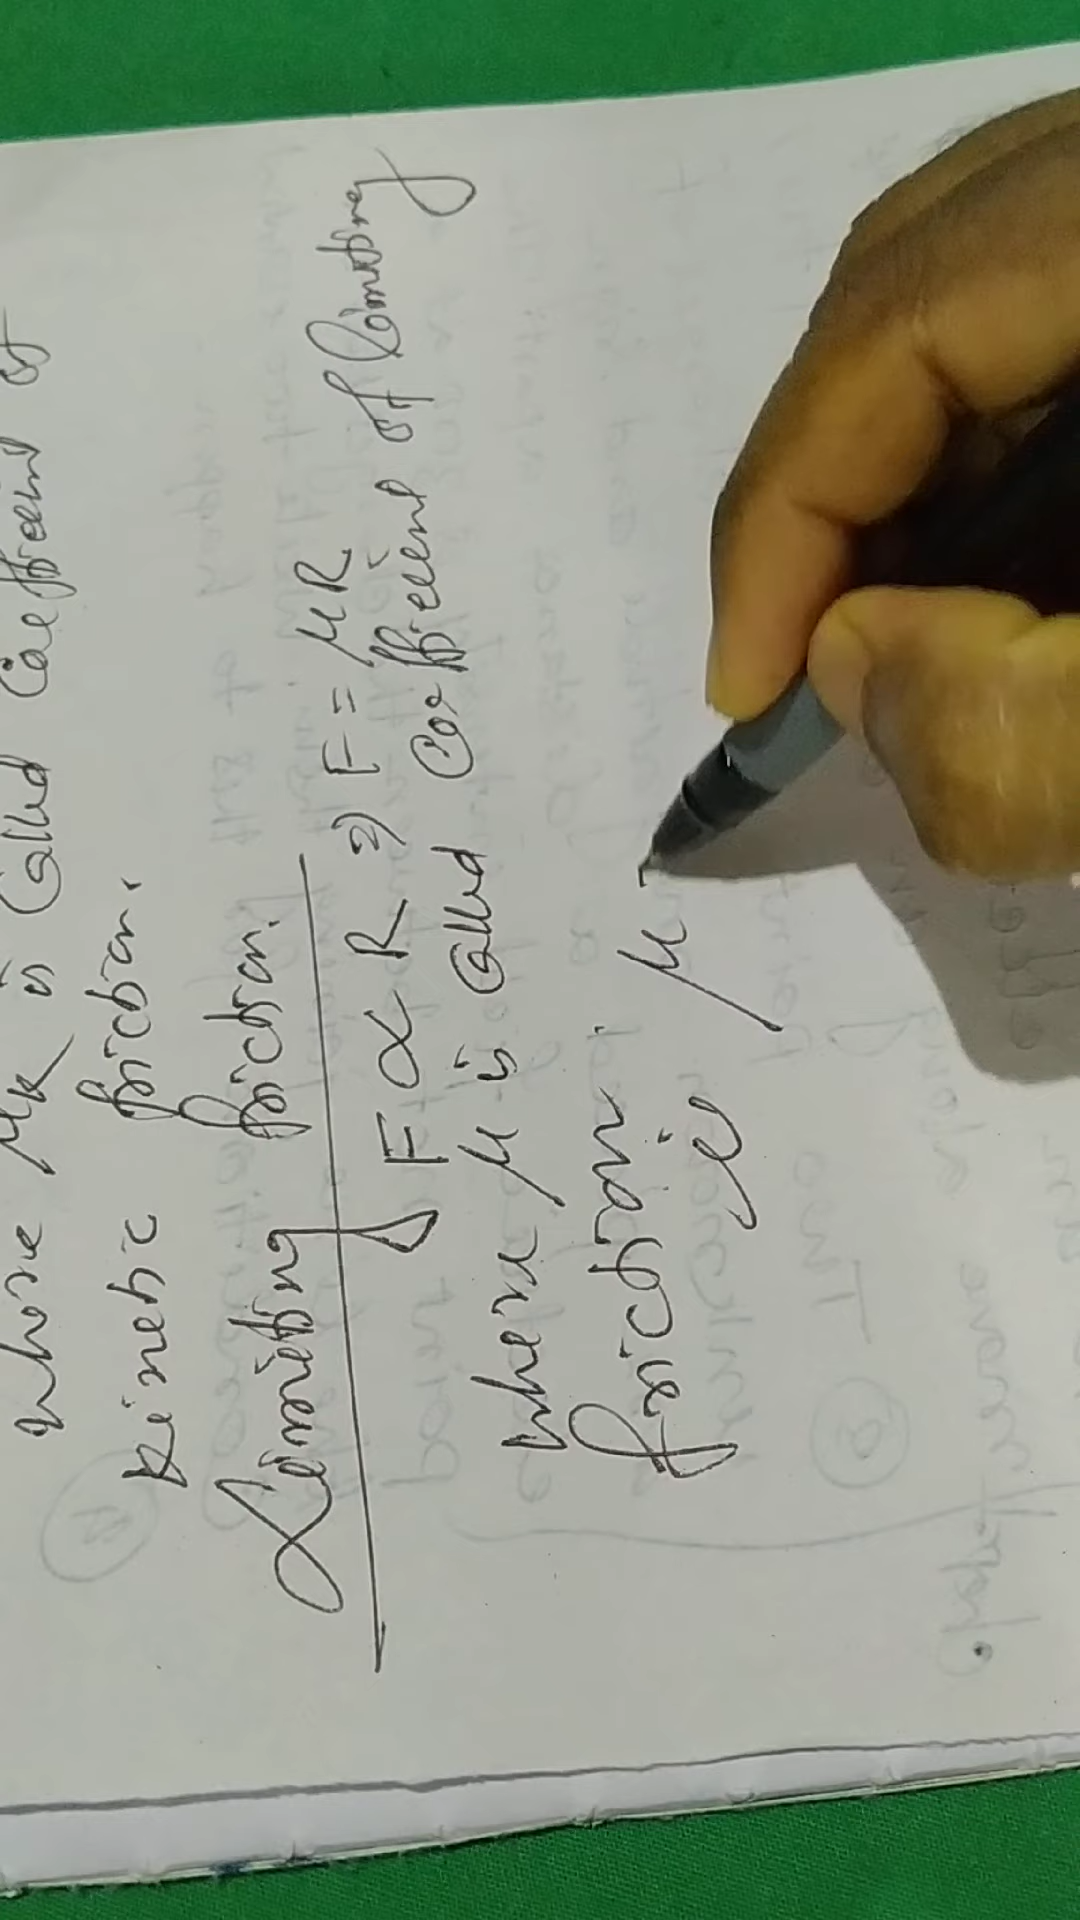 where μK is called Coefficient of
kinetic friction.
Limiting friction.
F ∝ R ⇒ F = μR
where μ is called Coefficient of limiting
friction.
μ